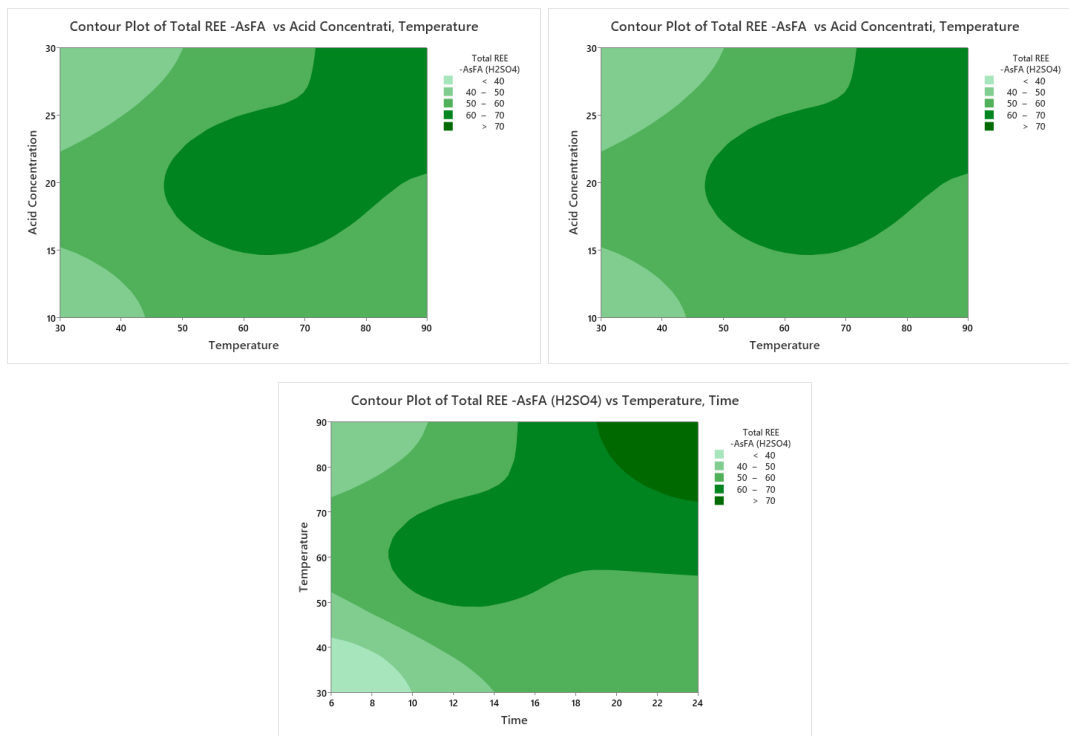 Contour Plot of Total REE -AsFA vs Acid Concentrati, Temperature
Total REE
-AsFA (H2SO4)
< 40
40 – 50
50 – 60
60 – 70
> 70
30
25
20
15
10
Acid Concentration
30 40 50 60 70 80 90
Temperature
Contour Plot of Total REE -AsFA vs Acid Concentrati, Temperature
Total REE
-AsFA (H2SO4)
< 40
40 – 50
50 – 60
60 – 70
> 70
30
25
20
15
10
Acid Concentration
30 40 50 60 70 80 90
Temperature
Contour Plot of Total REE -AsFA (H2SO4) vs Temperature, Time
Total REE
-AsFA (H2SO4)
< 40
40 – 50
50 – 60
60 – 70
> 70
90
80
70
60
50
40
30
Temperature
6 8 10 12 14 16 18 20 22 24
Time